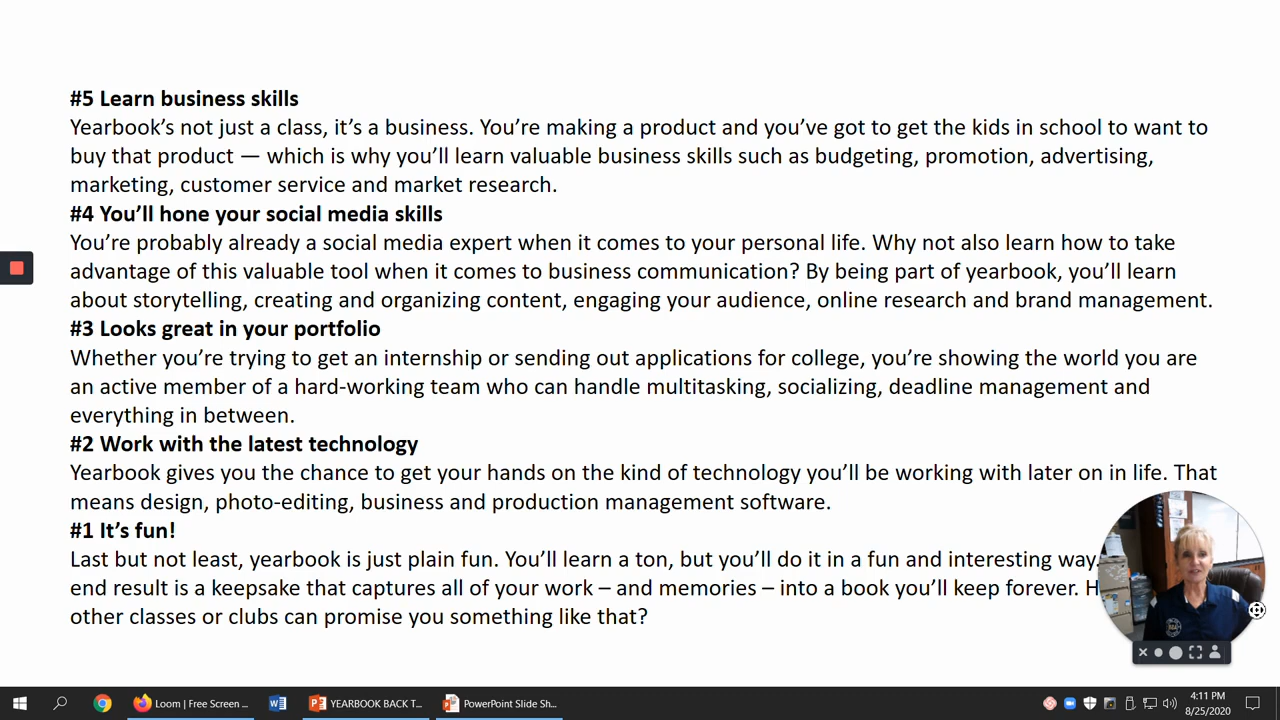 #5 Learn business skills
Yearbook’s not just a class, it’s a business. You’re making a product and you’ve got to get the kids in school to want to
buy that product — which is why you’ll learn valuable business skills such as budgeting, promotion, advertising,
marketing, customer service and market research.
#4 You’ll hone your social media skills
You’re probably already a social media expert when it comes to your personal life. Why not also learn how to take
advantage of this valuable tool when it comes to business communication? By being part of yearbook, you’ll learn
about storytelling, creating and organizing content, engaging your audience, online research and brand management.
#3 Looks great in your portfolio
Whether you’re trying to get an internship or sending out applications for college, you’re showing the world you are
an active member of a hard-working team who can handle multitasking, socializing, deadline management and
everything in between.
#2 Work with the latest technology
Yearbook gives you the chance to get your hands on the kind of technology you’ll be working with later on in life. That
means design, photo-editing, business and production management software.
#1 It’s fun!
Last but not least, yearbook is just plain fun. You’ll learn a ton, but you’ll do it in a fun and interesting way.
end result is a keepsake that captures all of your work – and memories – into a book you’ll keep forever. H
other classes or clubs can promise you something like that?
Loom | Free Screen ...
YEARBOOK BACK T...
PowerPoint Slide Sh...
4:11 PM
8/25/2020